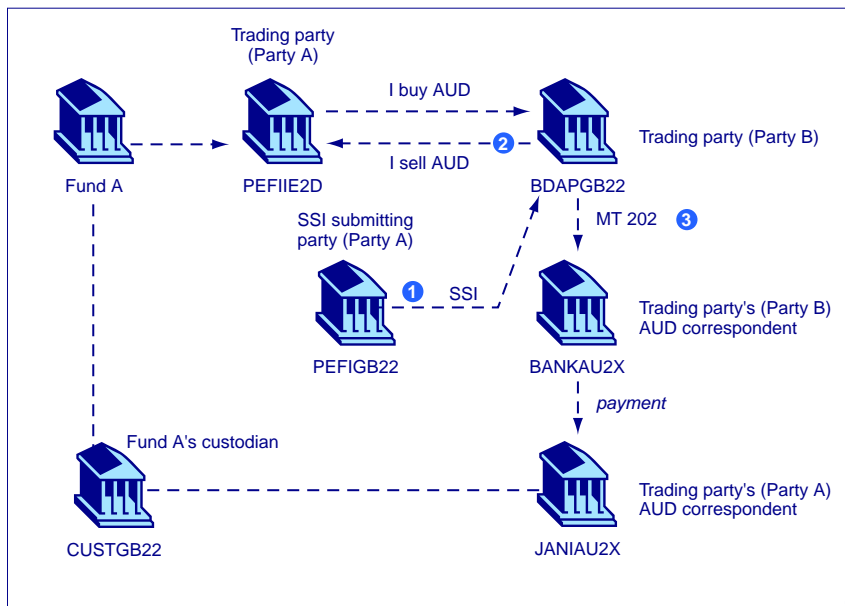 Trading party
(Party A)
I buy AUD
2
Trading party (Party B)
I sell AUD
Fund A
PEFIIE2D
BDAPGB22
SSI submitting
party (Party A)
MT 202
3
1
SSI
Trading party's (Party B)
AUD correspondent
PEFIGB22
BANKAU2X
payment
Fund A's custodian
Trading party's (Party A)
AUD correspondent
CUSTGB22
JANIAU2X